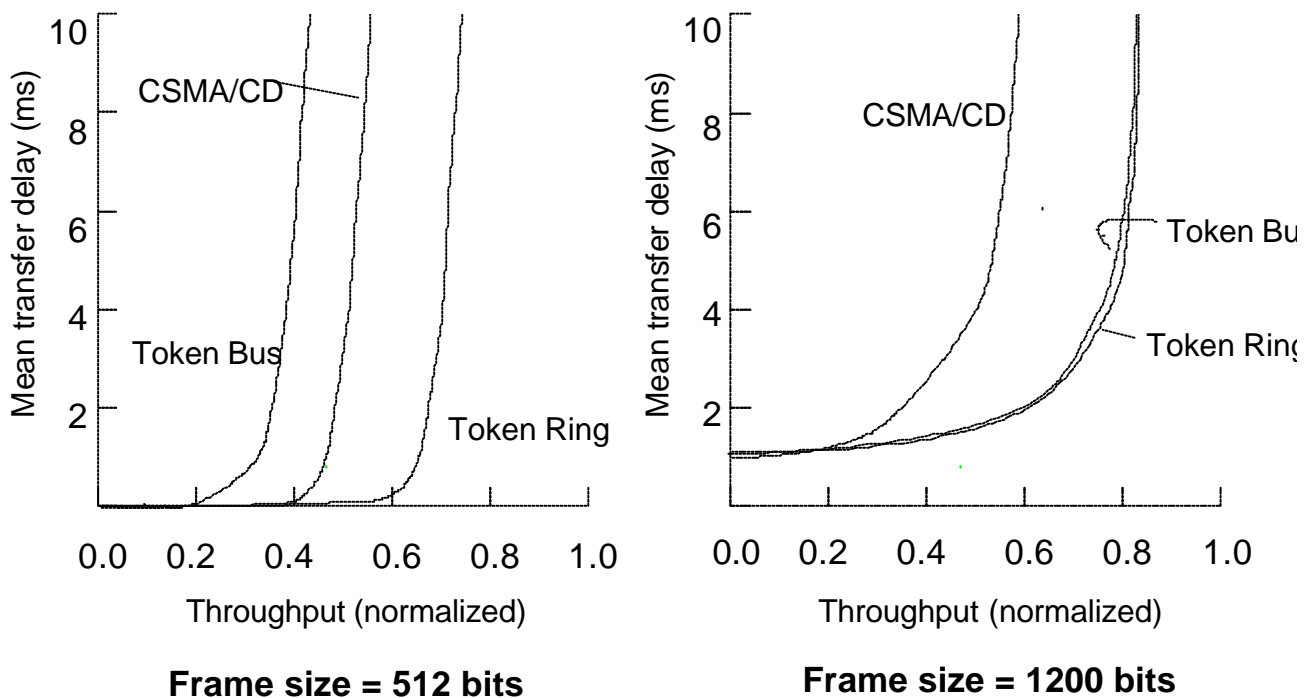 10
8
6
4
2
Mean transfer delay (ms)
CSMA/CD
Token Bus
Token Ring
0.0 0.2 0.4 0.6 0.8 1.0
Throughput (normalized)
Frame size = 512 bits
10
8
6
4
2
Mean transfer delay (ms)
CSMA/CD
Token Bu
Token Ring
0.0 0.2 0.4 0.6 0.8 1.0
Throughput (normalized)
Frame size = 1200 bits